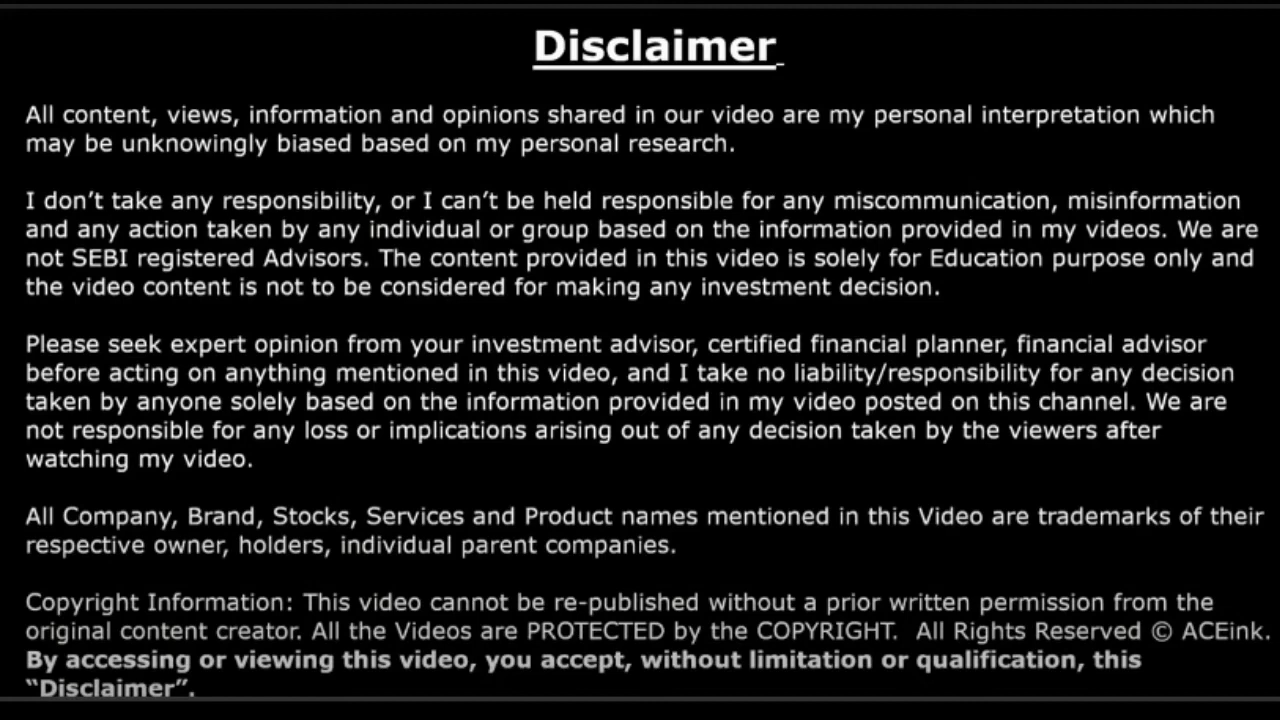 Disclaimer
All content, views, information and opinions shared in our video are my personal interpretation which
may be unknowingly biased based on my personal research.
I don’t take any responsibility, or I can’t be held responsible for any miscommunication, misinformation
and any action taken by any individual or group based on the information provided in my videos. We are
not SEBI registered Advisors. The content provided in this video is solely for Education purpose only and
the video content is not to be considered for making any investment decision.
Please seek expert opinion from your investment advisor, certified financial planner, financial advisor
before acting on anything mentioned in this video, and I take no liability/responsibility for any decision
taken by anyone solely based on the information provided in my video posted on this channel. We are
not responsible for any loss or implications arising out of any decision taken by the viewers after
watching my video.
All Company, Brand, Stocks, Services and Product names mentioned in this Video are trademarks of their
respective owner, holders, individual parent companies.
Copyright Information: This video cannot be re-published without a prior written permission from the
original content creator. All the Videos are PROTECTED by the COPYRIGHT.  All Rights Reserved © ACEink.
By accessing or viewing this video, you accept, without limitation or qualification, this
“Disclaimer”.